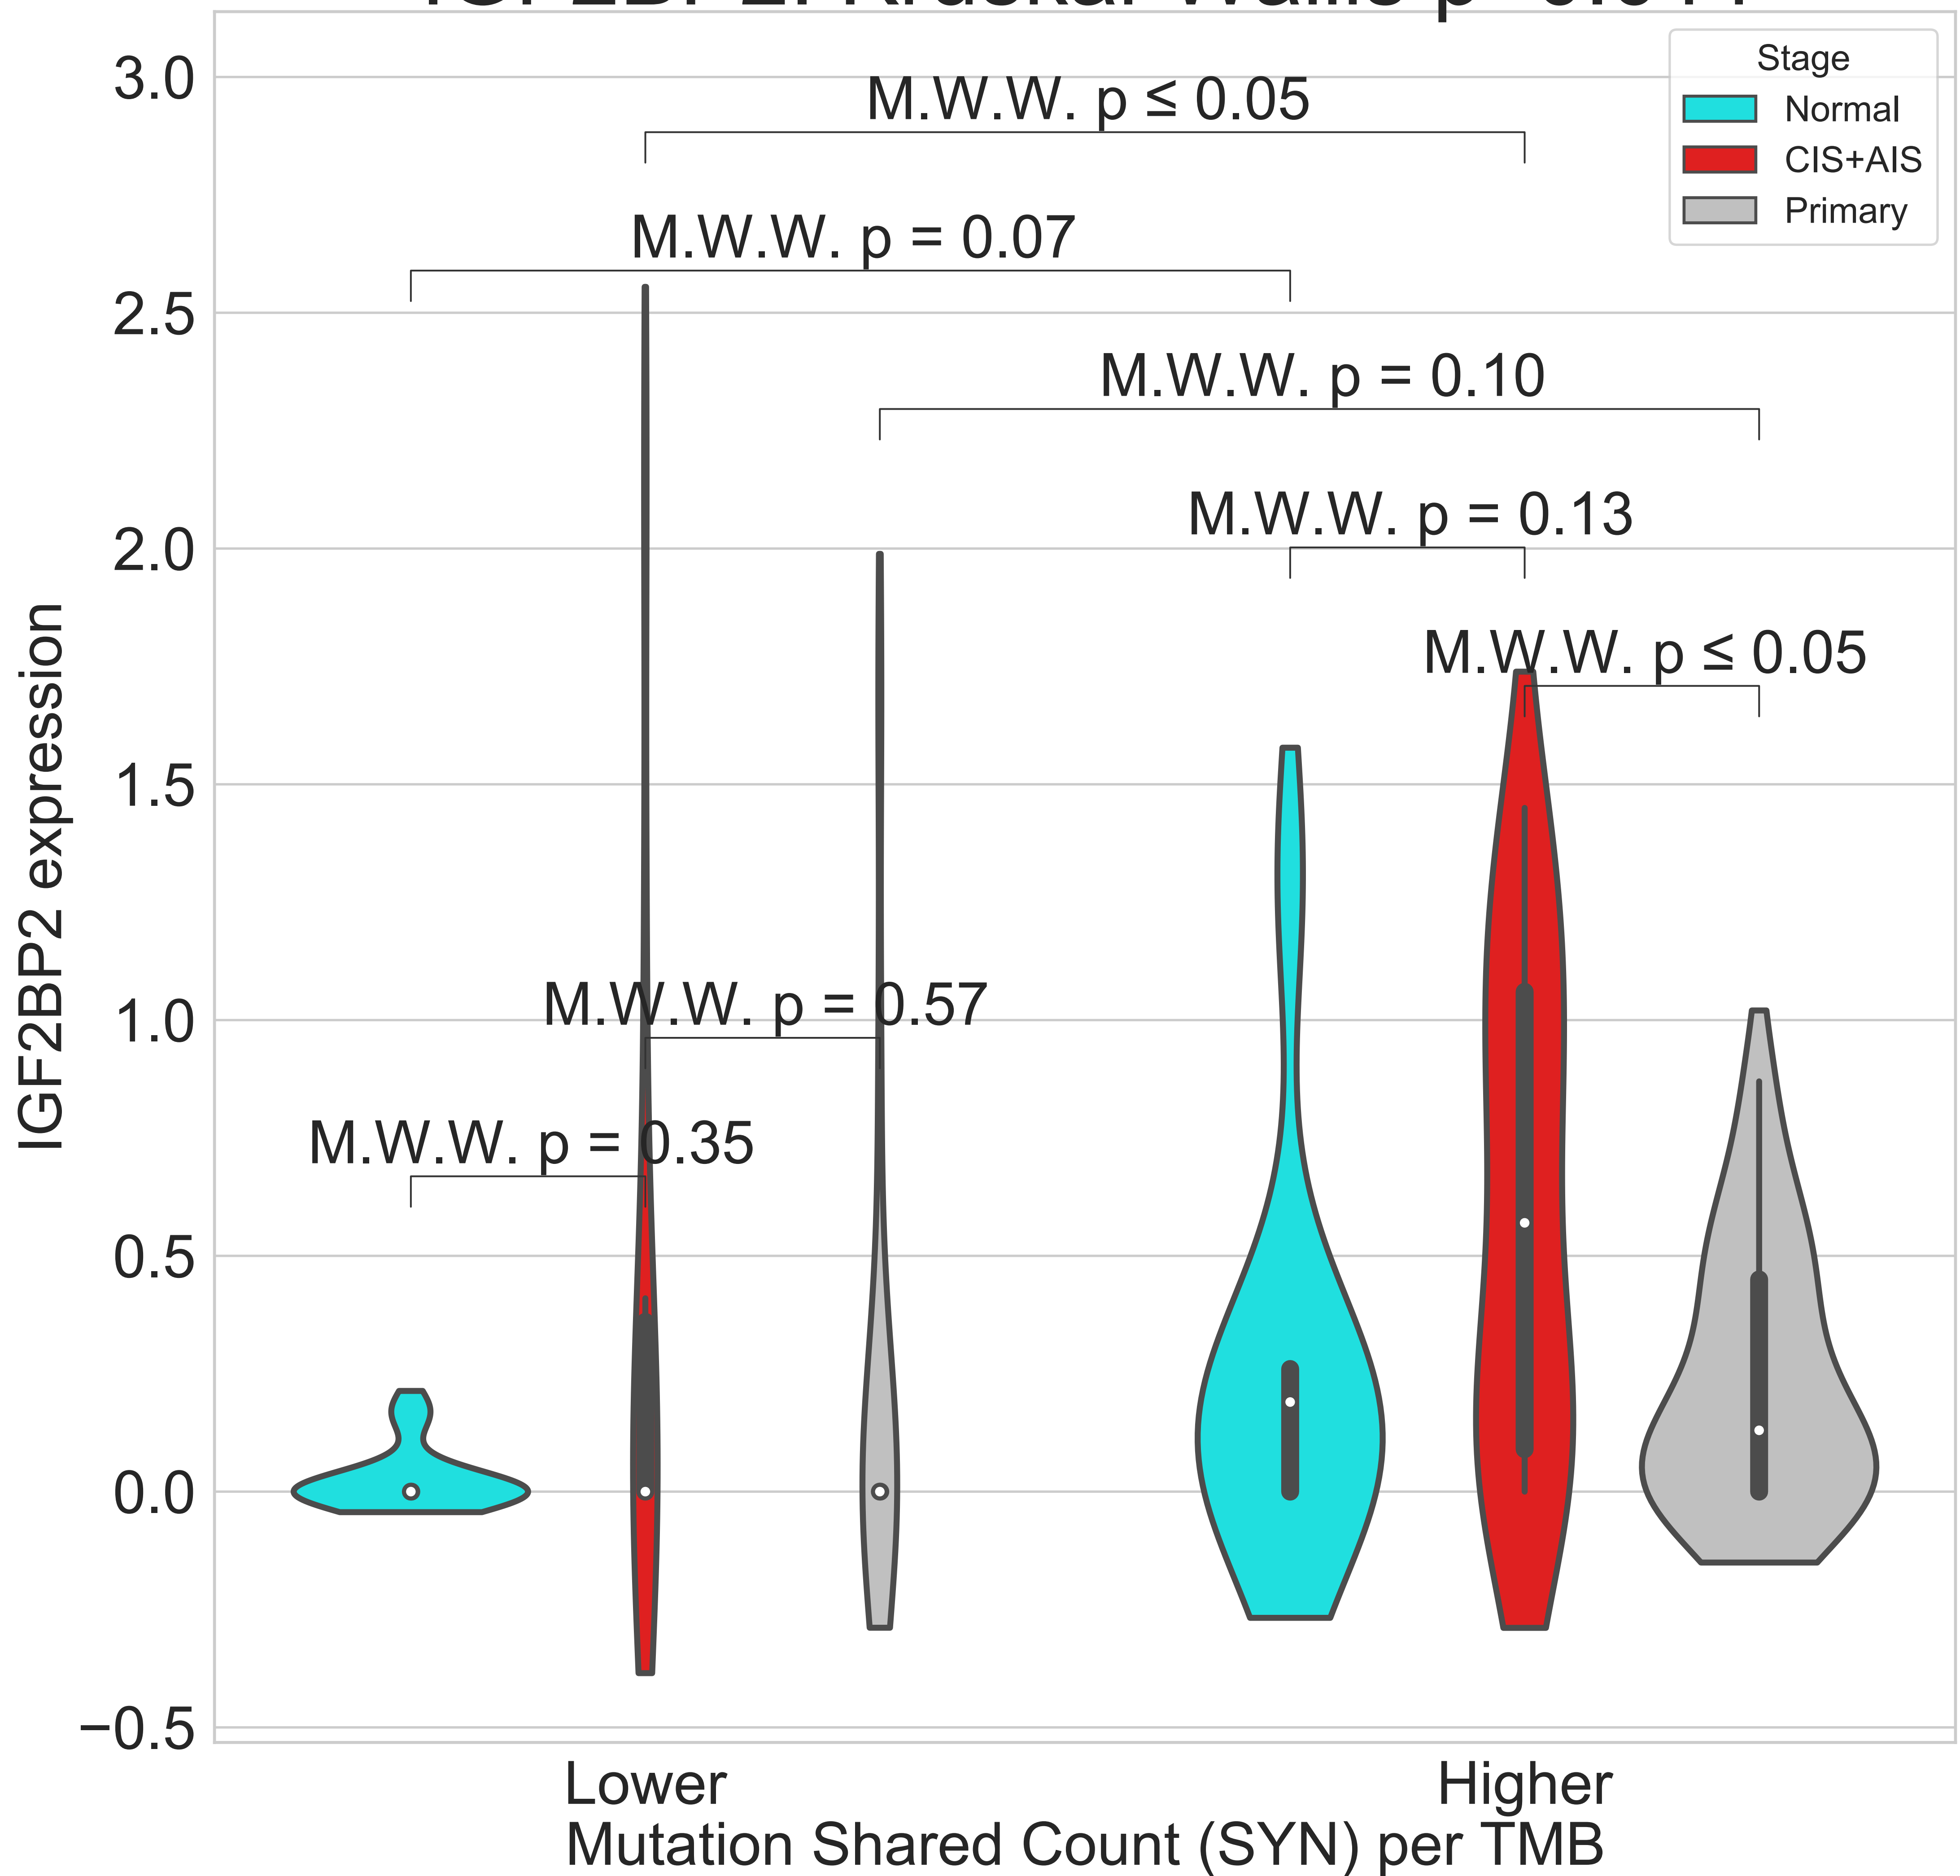 3.0
2.5
2.0
1.5
1.0
0.5
0.0
−0.5
IGF2BP2 expression
Stage
Normal
CIS+AIS
Primary
M.W.W. p ≤ 0.05
M.W.W. p = 0.07
M.W.W. p = 0.10
M.W.W. p = 0.13
M.W.W. p ≤ 0.05
M.W.W. p = 0.57
M.W.W. p = 0.35
Lower
Higher
Mutation Shared Count (SYN) per TMB